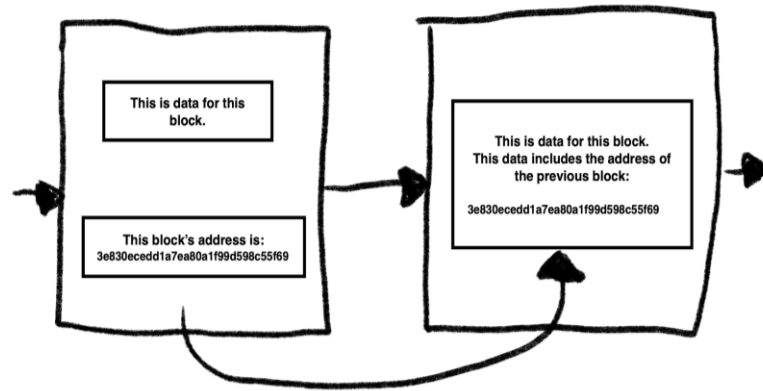 This is data for this
block.
This block's address is:
3e830ecedd1a7ea80a1f99d598c55f69
This is data for this block.
This data includes the address of
the previous block:
3e830ecedd1a7ea80a1f99d598c55f69